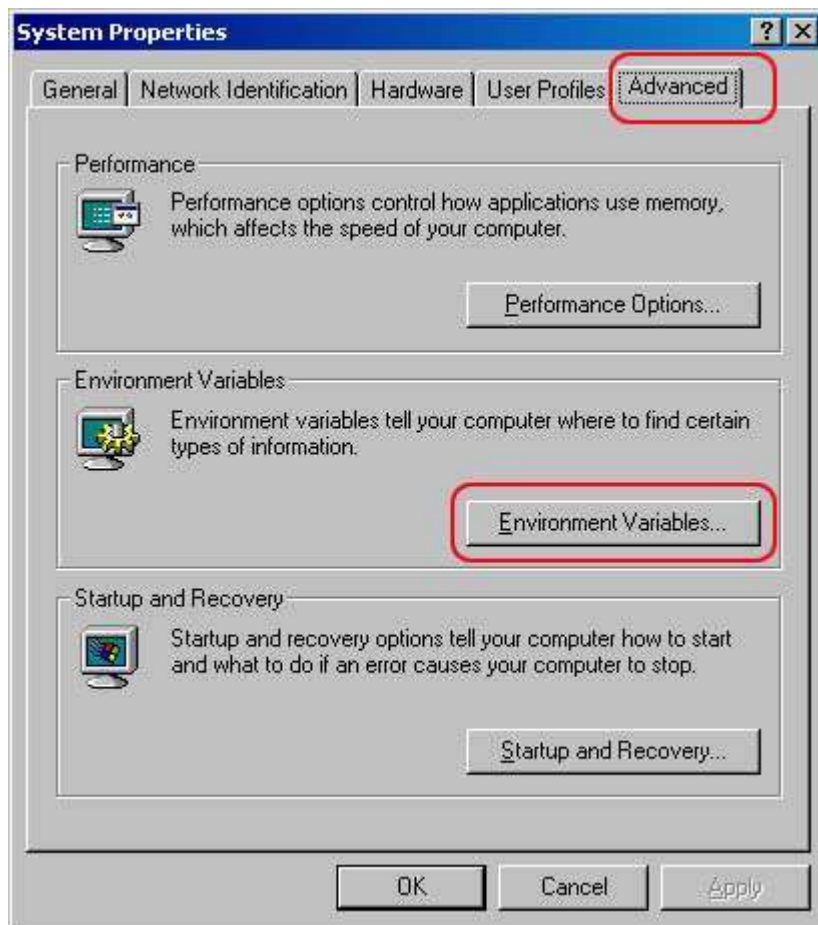 System Properties
General Network Identification Hardware User Profiles Advanced
Performance
Performance options control how applications use memory,
which affects the speed of your computer.
Performance Options...
Environment Variables
Environment variables tell your computer where to find certain
types of information.
Environment Variables...
Startup and Recovery
Startup and recovery options tell your computer how to start
and what to do if an error causes your computer to stop.
Startup and Recovery...
OK Cancel Apply